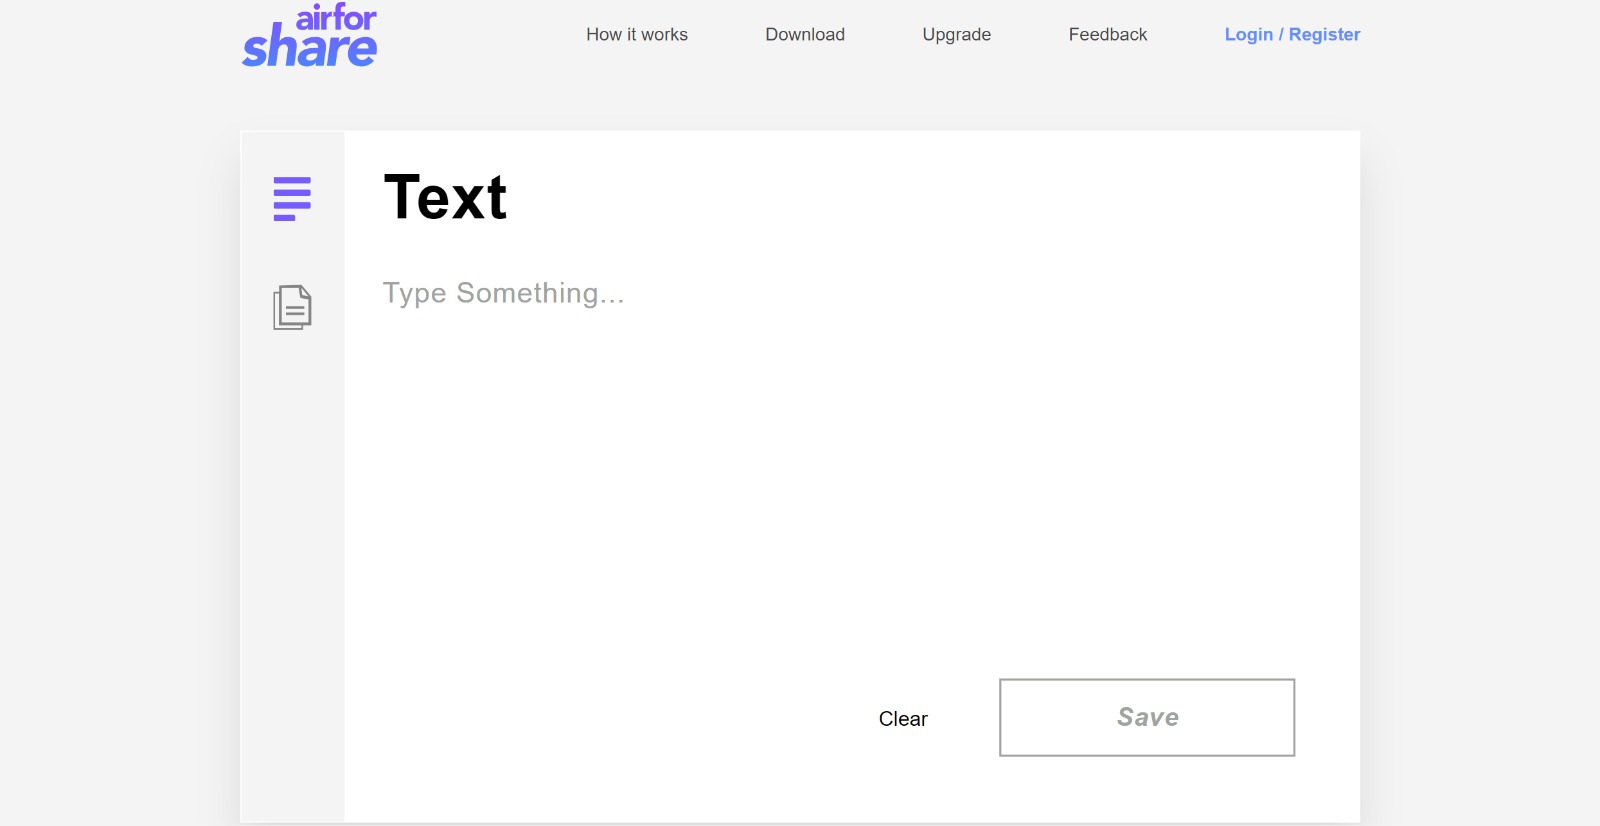 airfor
share
How it works
Download
Upgrade
Feedback
Login / Register
Text
Type Something...
Clear
Save